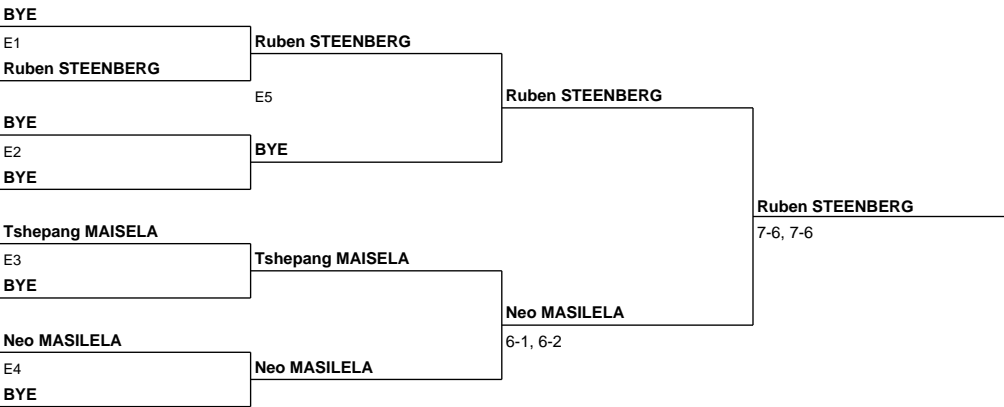 BYE
E1
Ruben STEENBERG
Ruben STEENBERG
E5
Ruben STEENBERG
BYE
E2
BYE
BYE
Ruben STEENBERG
7-6, 7-6
Tshepang MAISELA
E3
BYE
Tshepang MAISELA
Neo MASILELA
6-1, 6-2
Neo MASILELA
E4
BYE
Neo MASILELA